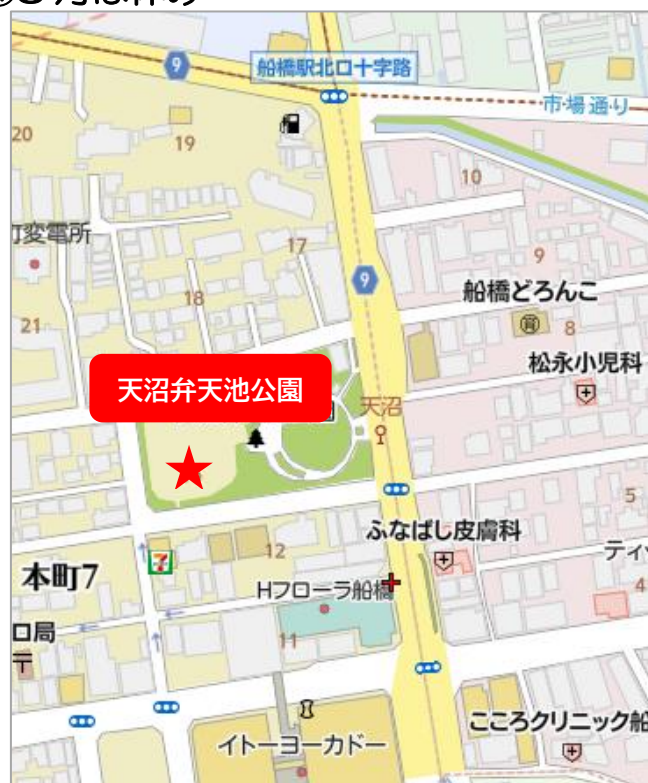 船橋駅北口十字路
9
市場通り
20
19
10
町変電所
17
9
9
船橋どろんこ
18
8
21
松永小児科
天沼弁天池公園
天沼
5
ふなばし皮膚科
12
ティ
7
本町7
4
Hフローラ船橋
口局
11
こころクリニック船
イトーヨーカドー